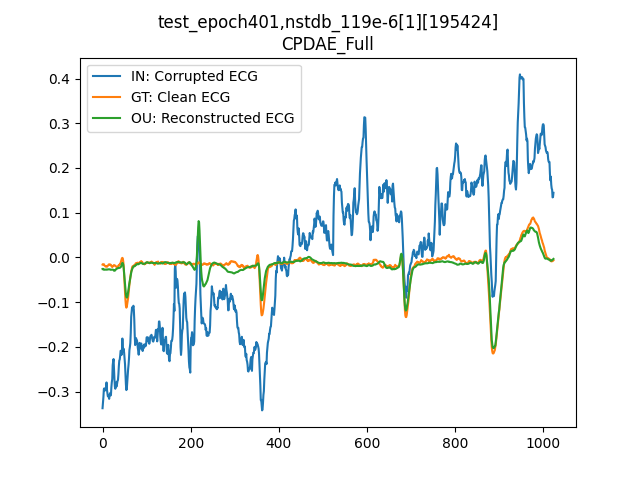 test_epoch401,nstdb_119e-6[1][195424]
CPDAE_Full
IN: Corrupted ECG
GT: Clean ECG
OU: Reconstructed ECG
0.4
0.3
0.2
0.1
0.0
−0.1
−0.2
−0.3
0 200 400 600 800 1000